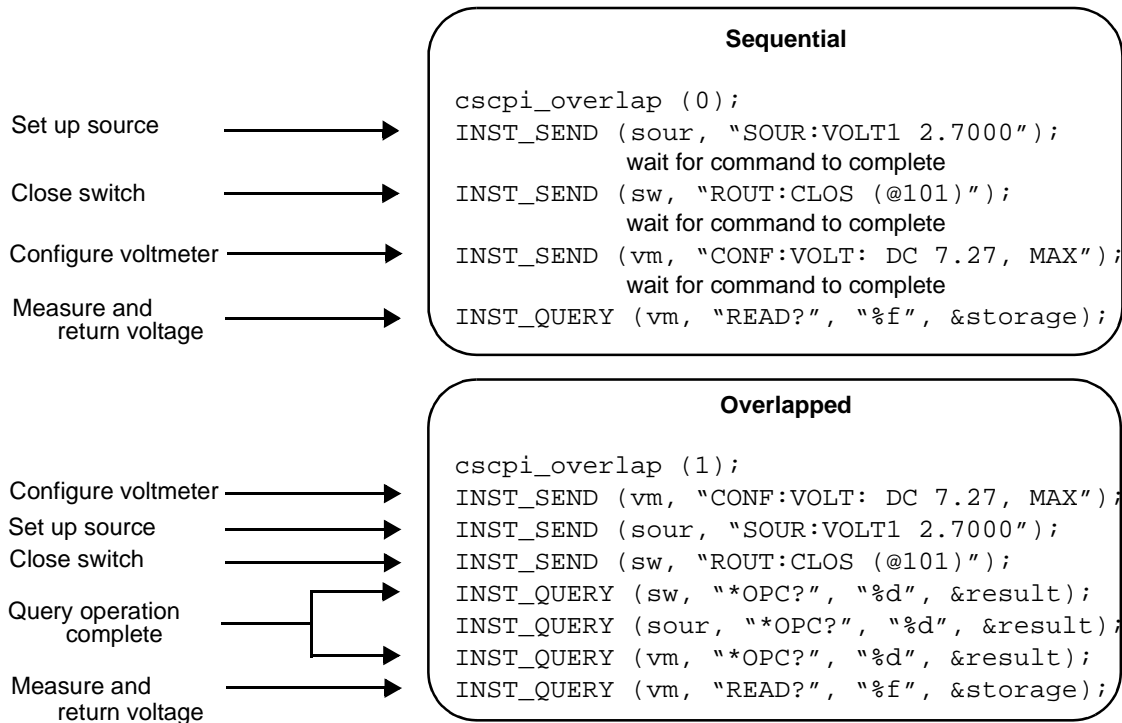 Sequential
cscpi_overlap (0);
Set up source
INST_SEND (sour, “SOUR:VOLT1 2.7000”);
wait for command to complete
Close switch
INST_SEND (sw, “ROUT:CLOS (@101)”);
wait for command to complete
Configure voltmeter
INST_SEND (vm, “CONF:VOLT: DC 7.27, MAX”);
wait for command to complete
Measure and
return voltage
INST_QUERY (vm, “READ?”, “%f”, &storage);
Overlapped
cscpi_overlap (1);
Configure voltmeter
INST_SEND (vm, “CONF:VOLT: DC 7.27, MAX”);
Set up source
INST_SEND (sour, “SOUR:VOLT1 2.7000”);
Close switch
INST_SEND (sw, “ROUT:CLOS (@101)”);
Query operation
complete
INST_QUERY (sw, “*OPC?”, “%d”, &result);
INST_QUERY (sour, “*OPC?”, “%d”, &result);
INST_QUERY (vm, “*OPC?”, “%d”, &result);
Measure and
return voltage
INST_QUERY (vm, “READ?”, “%f”, &storage);